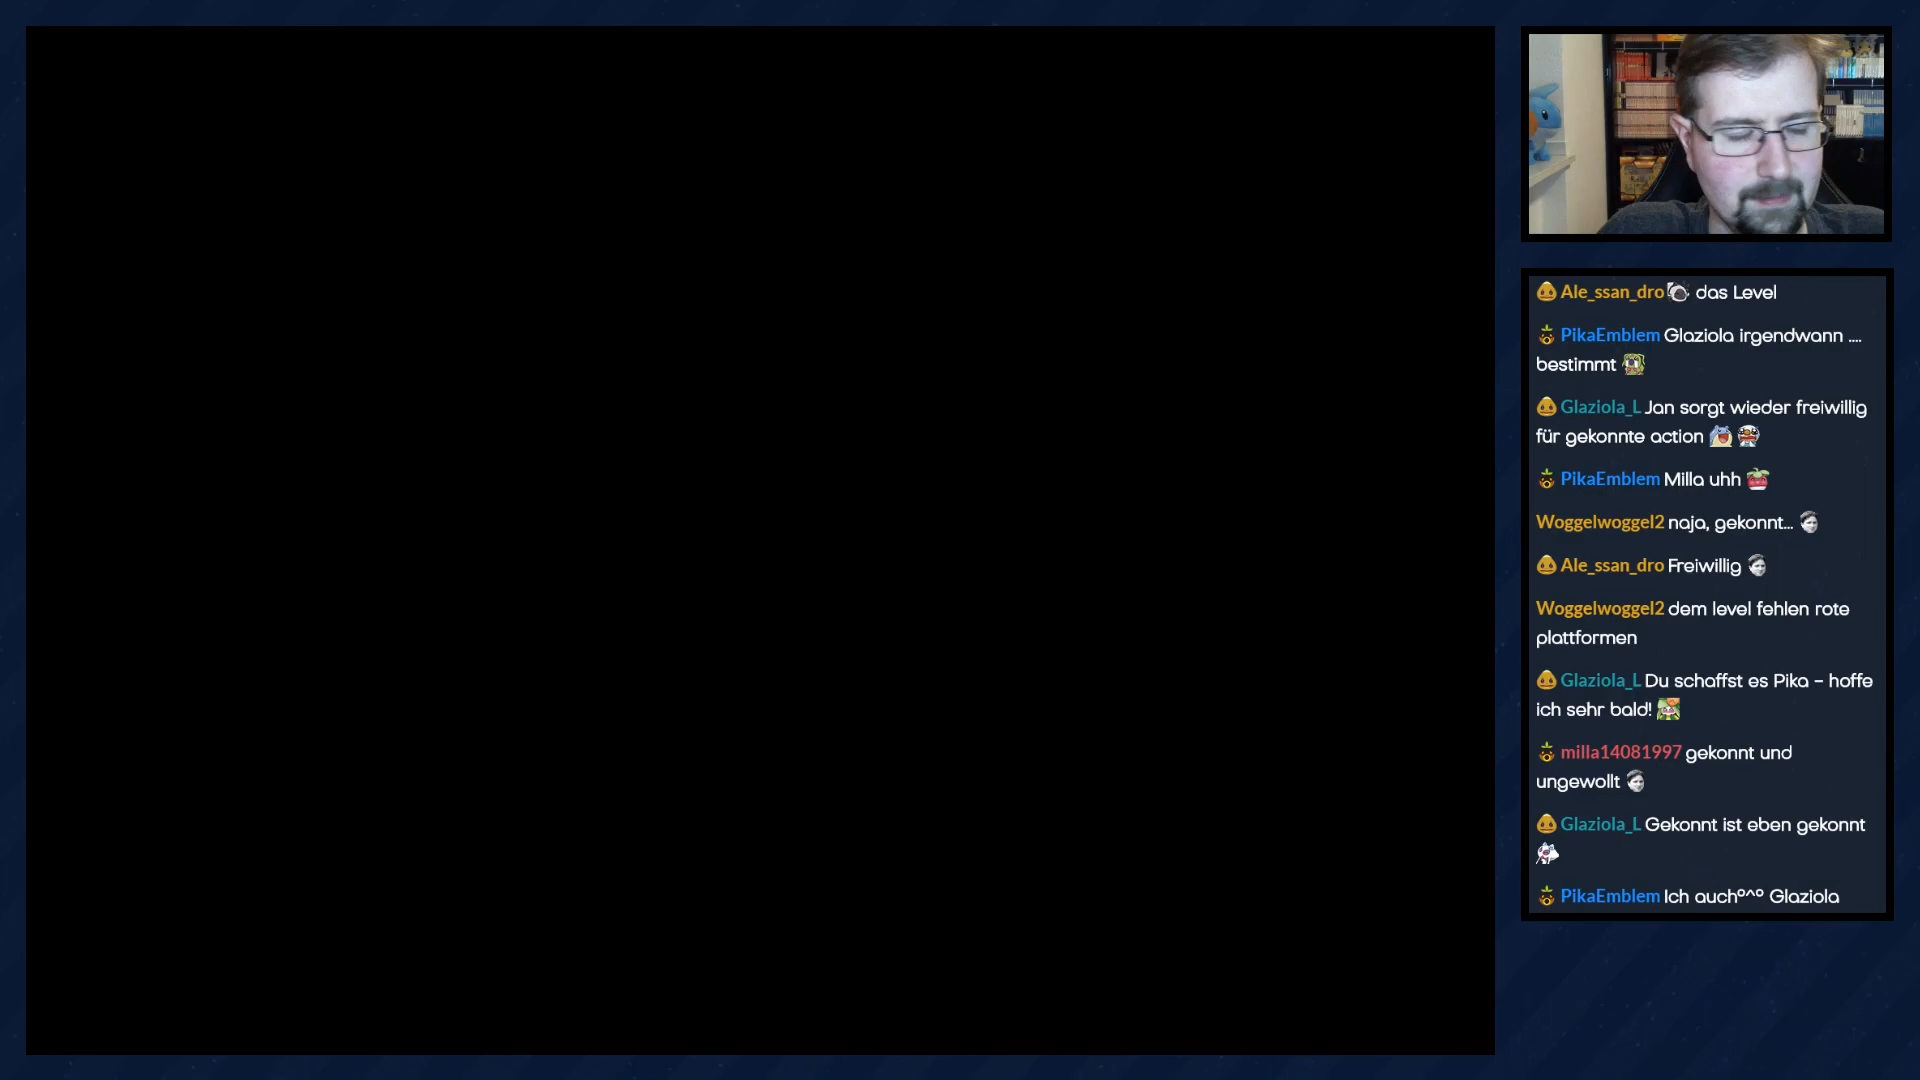 Ale_ssan_dro das Level
PikaEmblem Glaziola irgendwann ....
bestimmt
Glaziola_L Jan sorgt wieder freiwillig
für gekonnte action
PikaEmblem Milla uhh
Woggelwoggel2 naja, gekonnt...
Ale_ssan_dro Freiwillig
Woggelwoggel2 dem level fehlen rote
plattformen
Glaziola_L Du schaffst es Pika - hoffe
ich sehr bald!
milla14081997 gekonnt und
ungewollt
Glaziola_L Gekonnt ist eben gekonnt
PikaEmblem Ich auch°^° Glaziola